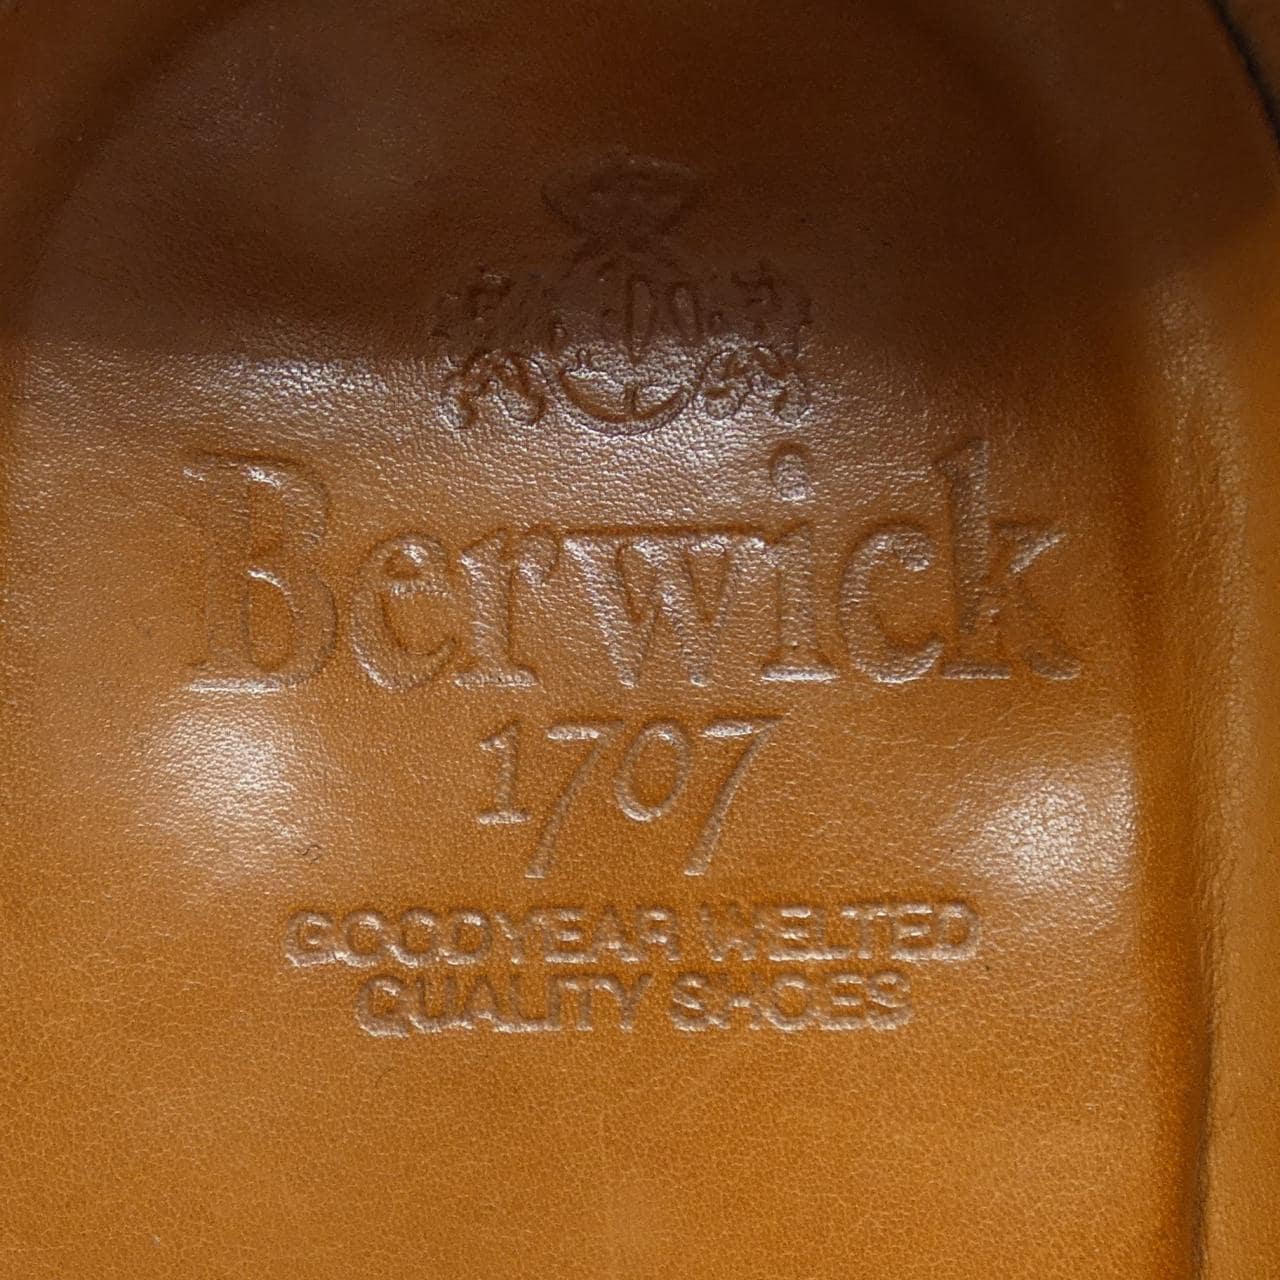 Berwick
1707
GOODYEAR WELTED
QUALITY SHOES